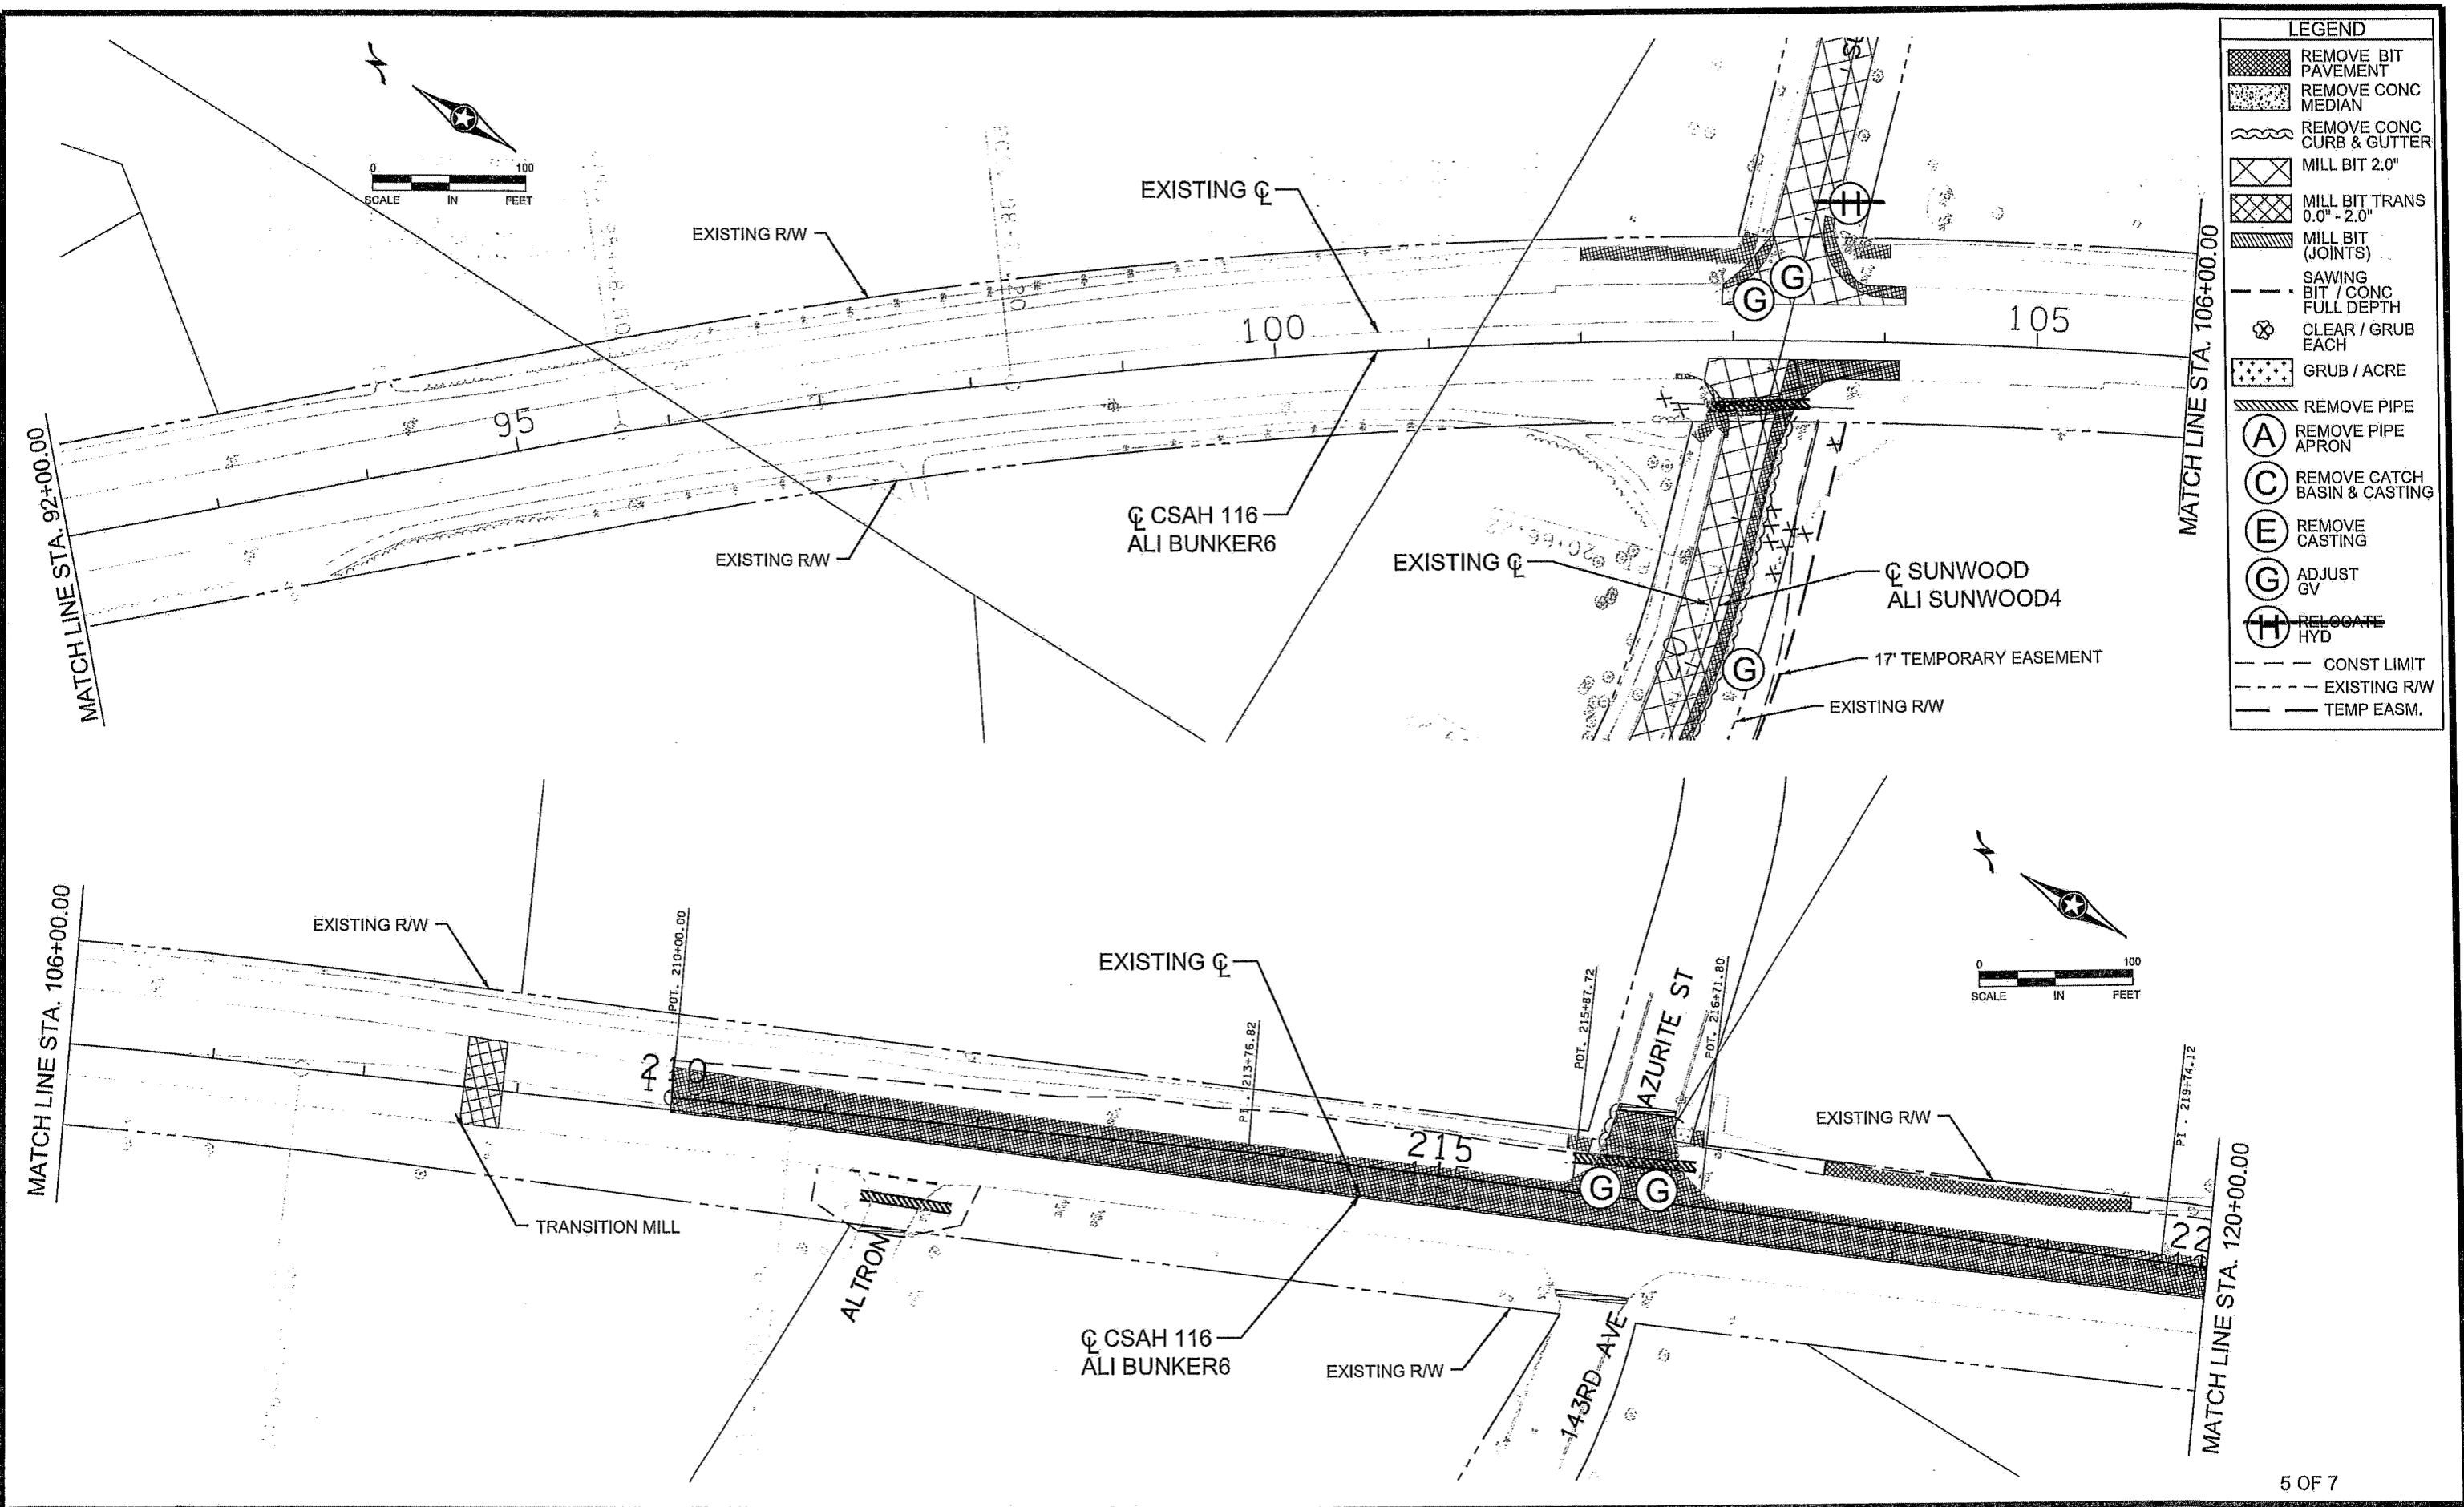 LEGEND
REMOVE BIT
PAVEMENT
REMOVE CONC
MEDIAN
REMOVE CONC
CURB & GUTTER
MILL BIT 2.0"
MILL BIT TRANS
0.0" - 2.0"
MILL BIT
(JOINTS)
SAWING
BIT / CONC
FULL DEPTH
CLEAR / GRUB
EACH
GRUB / ACRE
REMOVE PIPE
A REMOVE PIPE
APRON
C REMOVE CATCH
BASIN & CASTING
E REMOVE
CASTING
G ADJUST
GV
H RELOCATE
HYD
CONST LIMIT
EXISTING R/W
TEMP EASM.
N
0 100
SCALE IN FEET
EXISTING R/W
EXISTING ℄
H
G
G
100
105
95
MATCH LINE STA. 92+00.00
MATCH LINE STA. 106+00.00
EXISTING R/W
℄ CSAH 116
ALI BUNKER6
EXISTING ℄
℄ SUNWOOD
ALI SUNWOOD4
20
G
17' TEMPORARY EASEMENT
EXISTING R/W
N
0 100
SCALE IN FEET
MATCH LINE STA. 106+00.00
EXISTING R/W
POT. 210+00.00
210
EXISTING ℄
PI. 213+76.82
215
POT. 215+87.72
AZURITE ST
POT. 216+71.80
G
G
EXISTING R/W
PI. 219+74.12
22
MATCH LINE STA. 120+00.00
TRANSITION MILL
ALTRON
℄ CSAH 116
ALI BUNKER6
EXISTING R/W
143RD AVE
5 OF 7